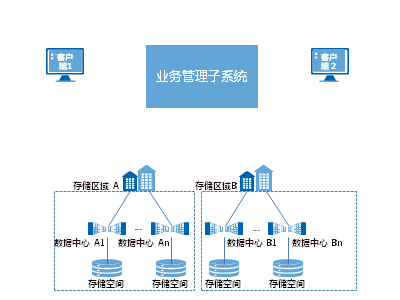 客户
端1
业务管理子系统
客户
端 2
存储区域 A
存储区域B
...
...
数据中心 A1
数据中心 An
数据中心 B1
数据中心 Bn
存储空间
存储空间
存储空间
存储空间